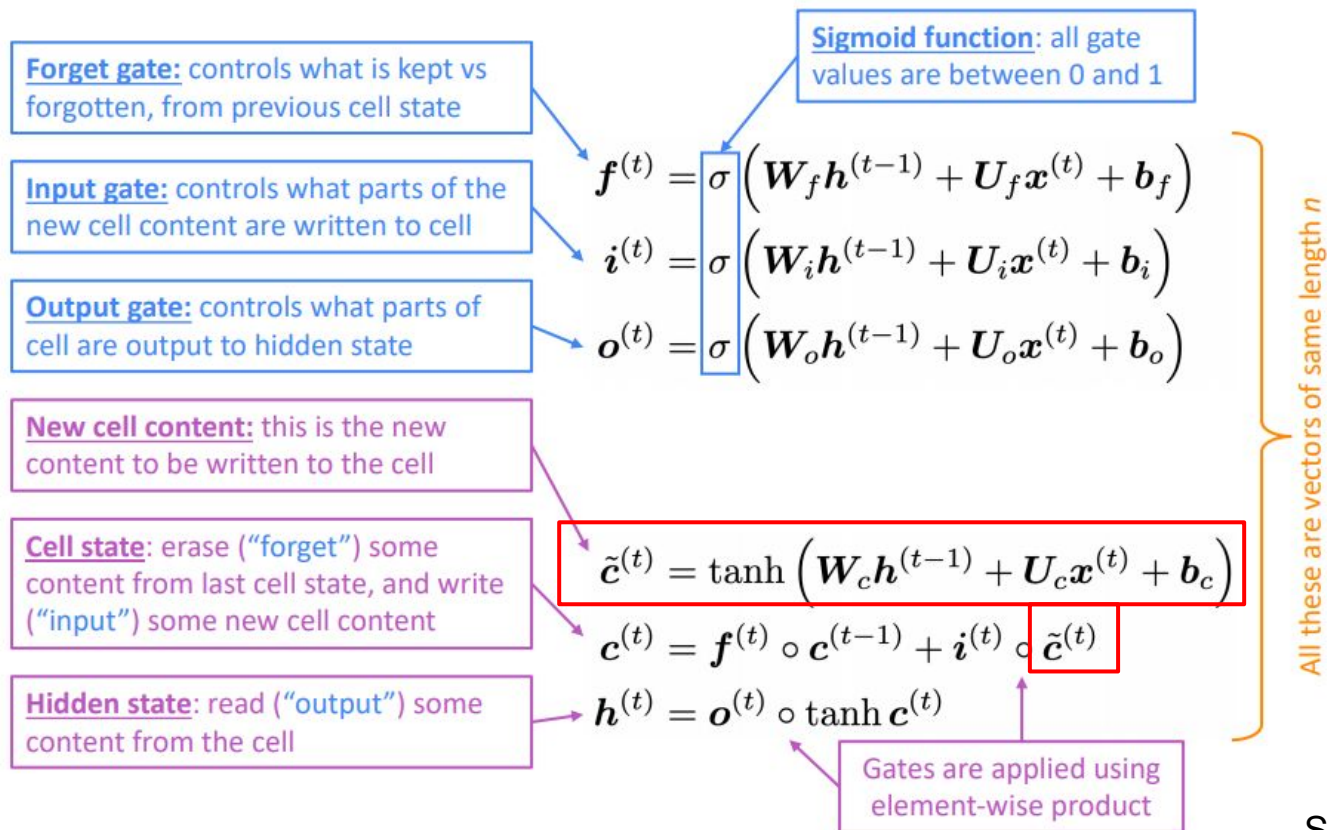 Sigmoid function: all gate
values are between 0 and 1
Forget gate: controls what is kept vs
forgotten, from previous cell state
Input gate: controls what parts of the
new cell content are written to cell
Output gate: controls what parts of
cell are output to hidden state
New cell content: this is the new
content to be written to the cell
Cell state: erase (“forget”) some
content from last cell state, and write
(“input”) some new cell content
Hidden state: read (“output”) some
content from the cell
f^(t) = σ(W_f h^(t−1) + U_f x^(t) + b_f)
i^(t) = σ(W_i h^(t−1) + U_i x^(t) + b_i)
o^(t) = σ(W_o h^(t−1) + U_o x^(t) + b_o)
c̃^(t) = tanh(W_c h^(t−1) + U_c x^(t) + b_c)
c^(t) = f^(t) ∘ c^(t−1) + i^(t) ∘ c̃^(t)
h^(t) = o^(t) ∘ tanh c^(t)
Gates are applied using
element-wise product
All these are vectors of same length n
S